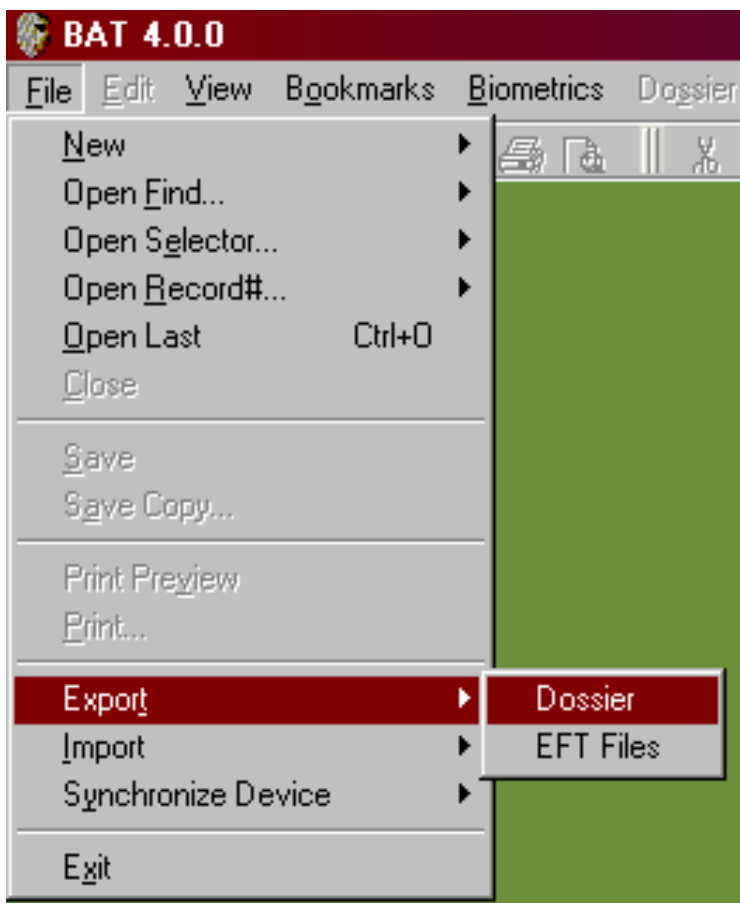 BAT 4.0.0
File Edit View Bookmarks Biometrics Dossier
New
Open Find...
Open Selector...
Open Record#...
Open Last Ctrl+O
Close
Save
Save Copy...
Print Preview
Print...
Export Dossier
Import EFT Files
Synchronize Device
Exit